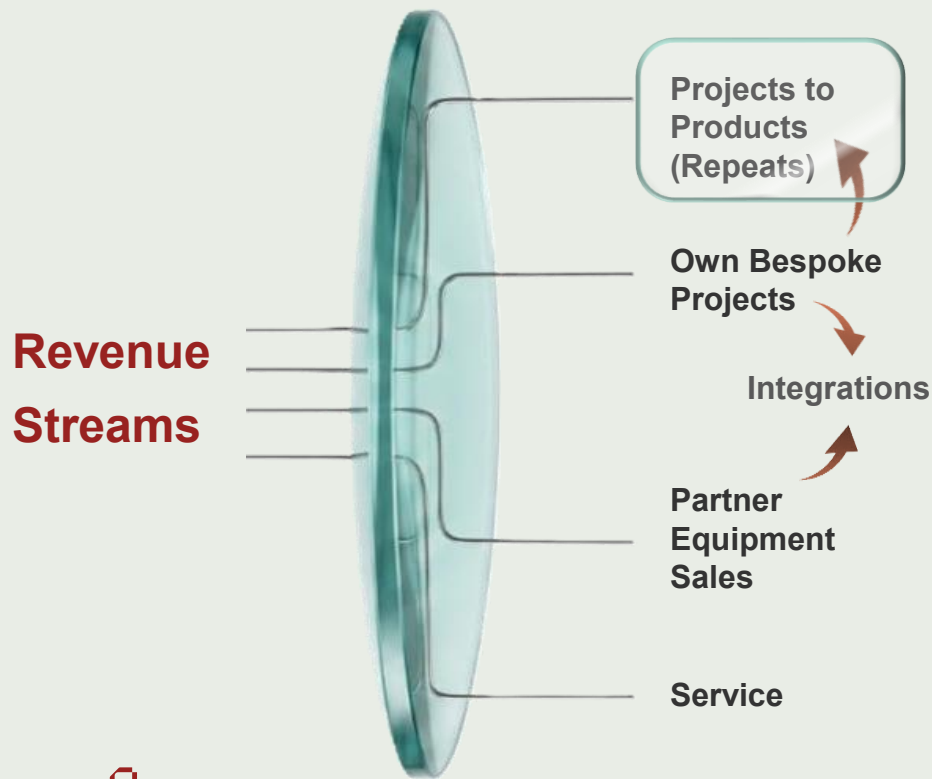 Revenue
Streams
Projects to
Products
(Repeats)
Own Bespoke
Projects
Integrations
Partner
Equipment
Sales
Service